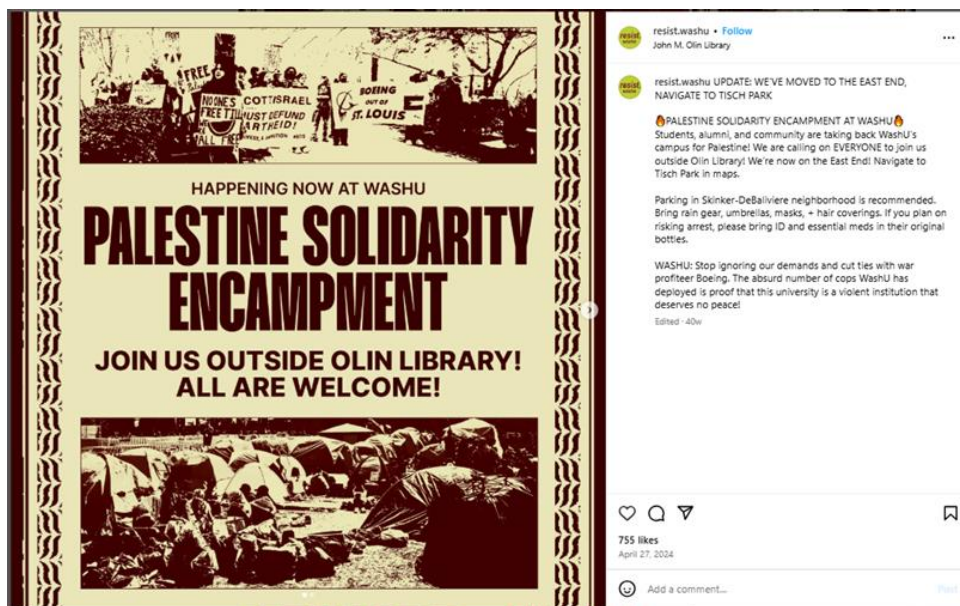 FREE
NO ONE'S
FREE TILL
ALL FREE
COTTISRAEL
MUST DEFUND
ARTHEID!
BOEING
OUT OF
ST. LOUIS
HAPPENING NOW AT WASHU
PALESTINE SOLIDARITY
ENCAMPMENT
JOIN US OUTSIDE OLIN LIBRARY!
ALL ARE WELCOME!
resist.
resist.washu • Follow
John M. Olin Library
resist.
resist.washu UPDATE: WE'VE MOVED TO THE EAST END,
NAVIGATE TO TISCH PARK
🔥PALESTINE SOLIDARITY ENCAMPMENT AT WASHU🔥
Students, alumni, and community are taking back WashU's
campus for Palestine! We are calling on EVERYONE to join us
outside Olin Library! We're now on the East End! Navigate to
Tisch Park in maps.
Parking in Skinker-DeBaliviere neighborhood is recommended.
Bring rain gear, umbrellas, masks, + hair coverings. If you plan on
risking arrest, please bring ID and essential meds in their original
bottles.
WASHU: Stop ignoring our demands and cut ties with war
profiteer Boeing. The absurd number of cops WashU has
deployed is proof that this university is a violent institution that
deserves no peace!
Edited · 40w
755 likes
April 27, 2024
Add a comment...
Post